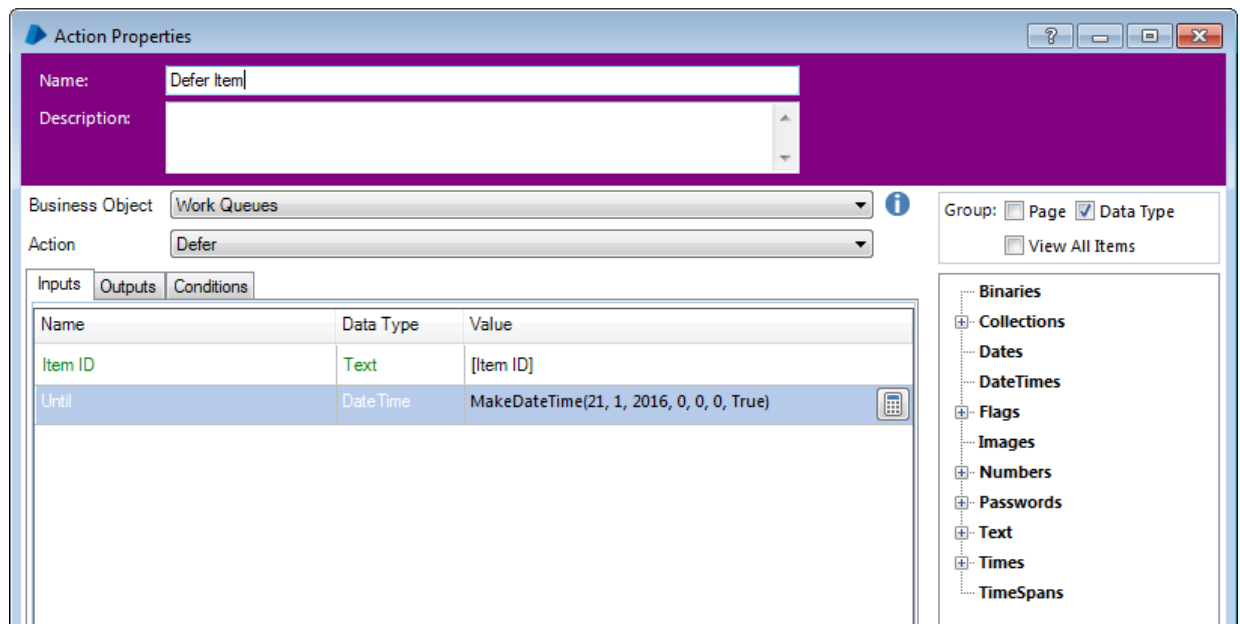 Action Properties
Name: Defer Item
Description:
Business Object Work Queues
Action Defer
Group: Page Data Type
View All Items
Inputs Outputs Conditions
Name Data Type Value
Item ID Text [Item ID]
Until DateTime MakeDateTime(21, 1, 2016, 0, 0, 0, True)
Binaries
Collections
Dates
DateTimes
Flags
Images
Numbers
Passwords
Text
Times
TimeSpans